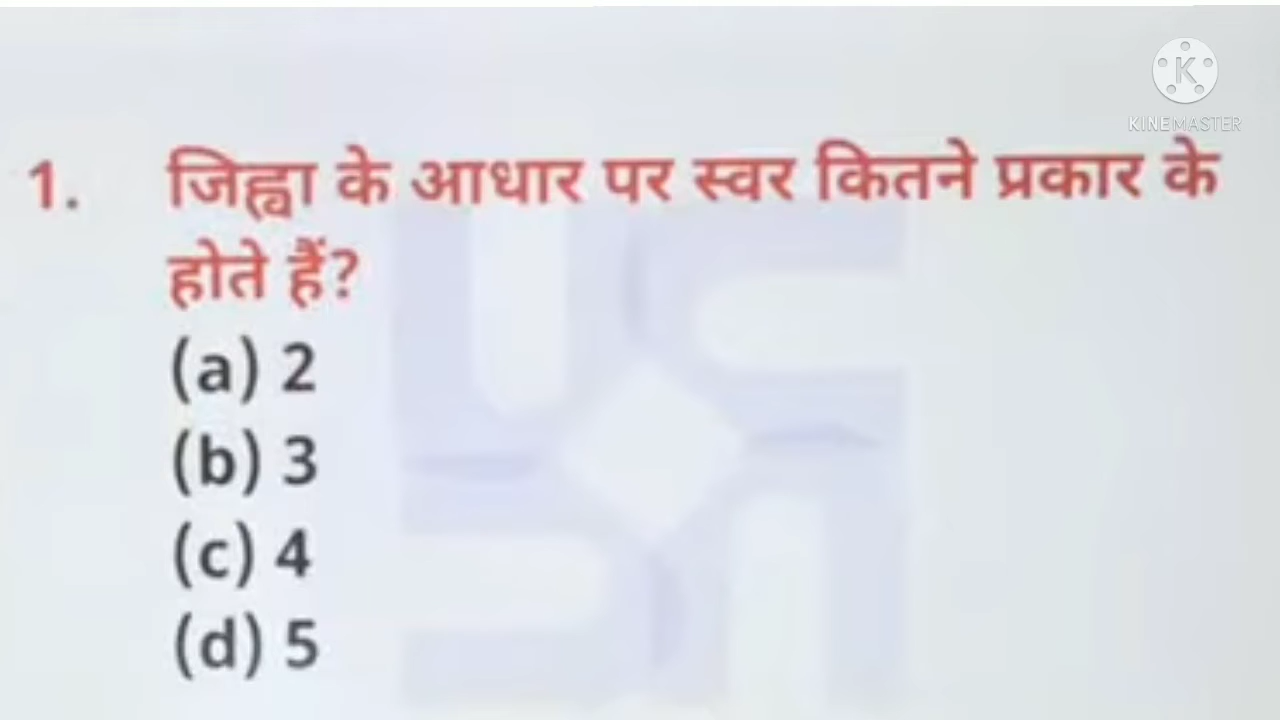 KINEMASTER
1. जिह्वा के आधार पर स्वर कितने प्रकार के
होते हैं?
(a) 2
(b) 3
(c) 4
(d) 5